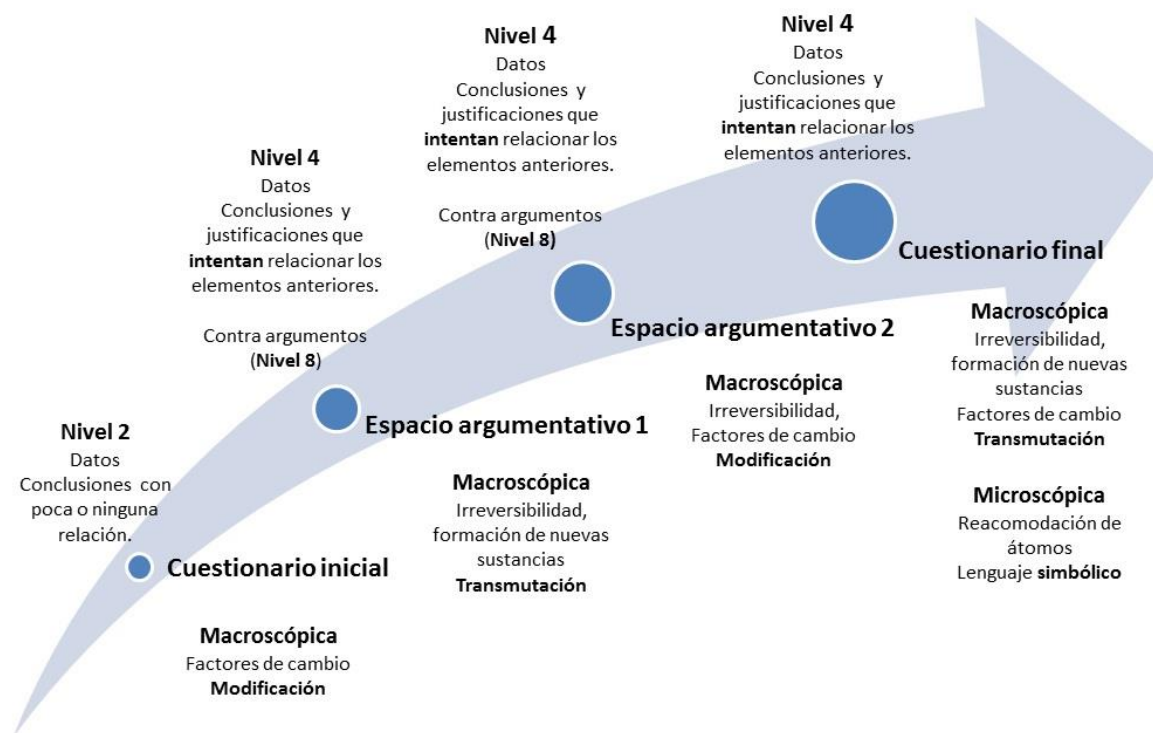 Nivel 2
Datos
Conclusiones con
poca o ninguna
relación.
Cuestionario inicial
Macroscópica
Factores de cambio
Modificación
Nivel 4
Datos
Conclusiones y
justificaciones que
intentan relacionar los
elementos anteriores.
Contra argumentos
(Nivel 8)
Espacio argumentativo 1
Macroscópica
Irreversibilidad,
formación de nuevas
sustancias
Transmutación
Nivel 4
Datos
Conclusiones y
justificaciones que
intentan relacionar los
elementos anteriores.
Contra argumentos
(Nivel 8)
Espacio argumentativo 2
Macroscópica
Irreversibilidad,
Factores de cambio
Modificación
Nivel 4
Datos
Conclusiones y
justificaciones que
intentan relacionar los
elementos anteriores.
Cuestionario final
Macroscópica
Irreversibilidad,
formación de nuevas
sustancias
Factores de cambio
Transmutación
Microscópica
Reacomodación de
átomos
Lenguaje simbólico